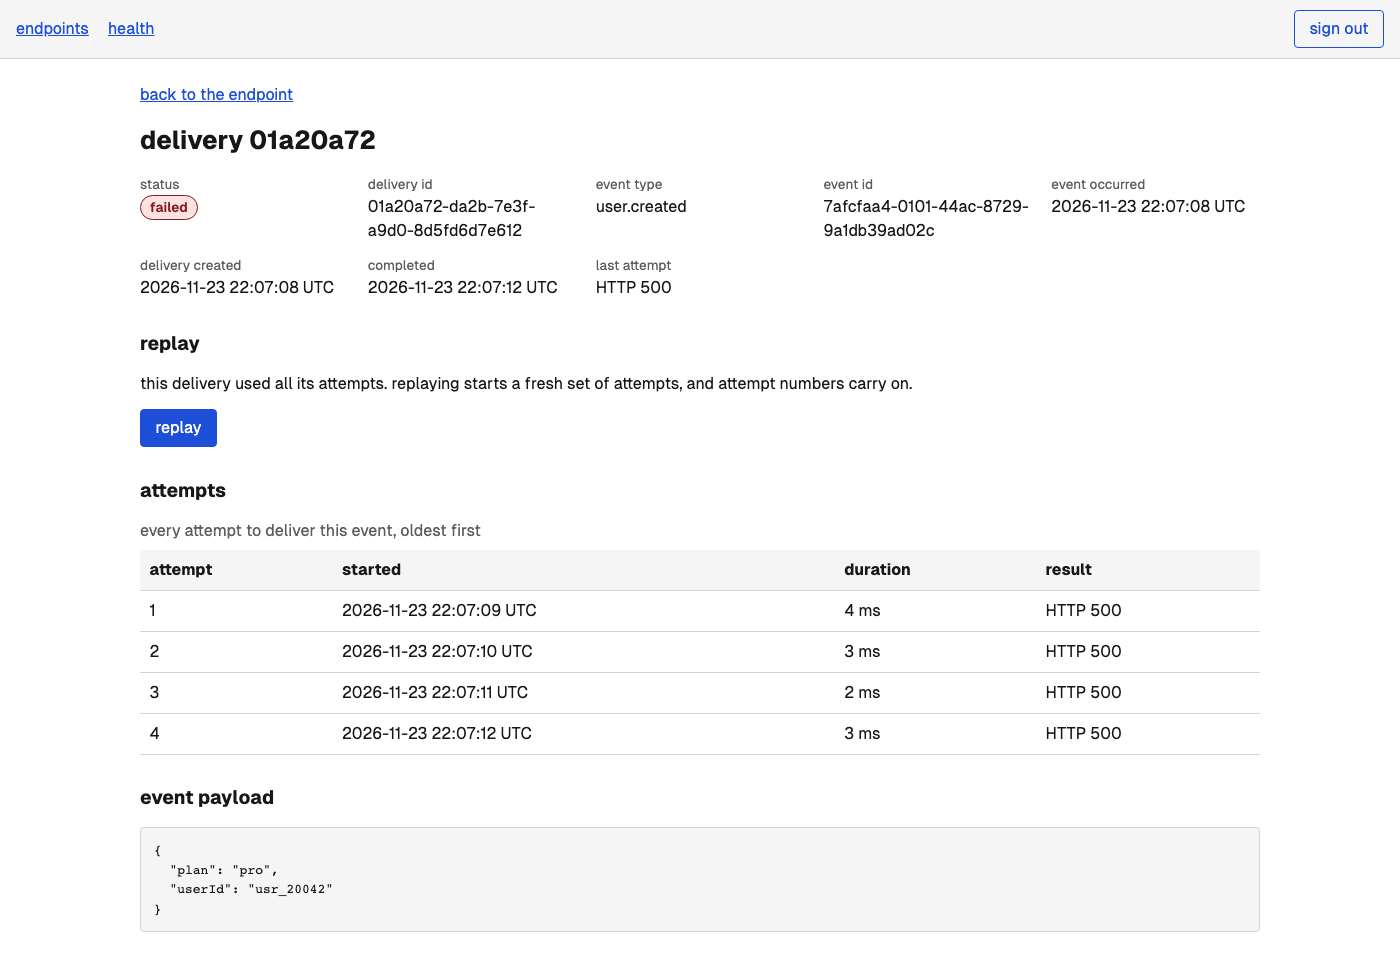 endpoints health sign out
back to the endpoint
delivery 01a20a72
status delivery id event type event id event occurred
failed 01a20a72-da2b-7e3f- user.created 7afcfaa4-0101-44ac-8729- 2026-11-23 22:07:08 UTC
a9d0-8d5fd6d7e612 9a1db39ad02c
delivery created completed last attempt
2026-11-23 22:07:08 UTC 2026-11-23 22:07:12 UTC HTTP 500
replay
this delivery used all its attempts. replaying starts a fresh set of attempts, and attempt numbers carry on.
replay
attempts
every attempt to deliver this event, oldest first
attempt started duration result
1 2026-11-23 22:07:09 UTC 4 ms HTTP 500
2 2026-11-23 22:07:10 UTC 3 ms HTTP 500
3 2026-11-23 22:07:11 UTC 2 ms HTTP 500
4 2026-11-23 22:07:12 UTC 3 ms HTTP 500
event payload
{
  "plan": "pro",
  "userId": "usr_20042"
}